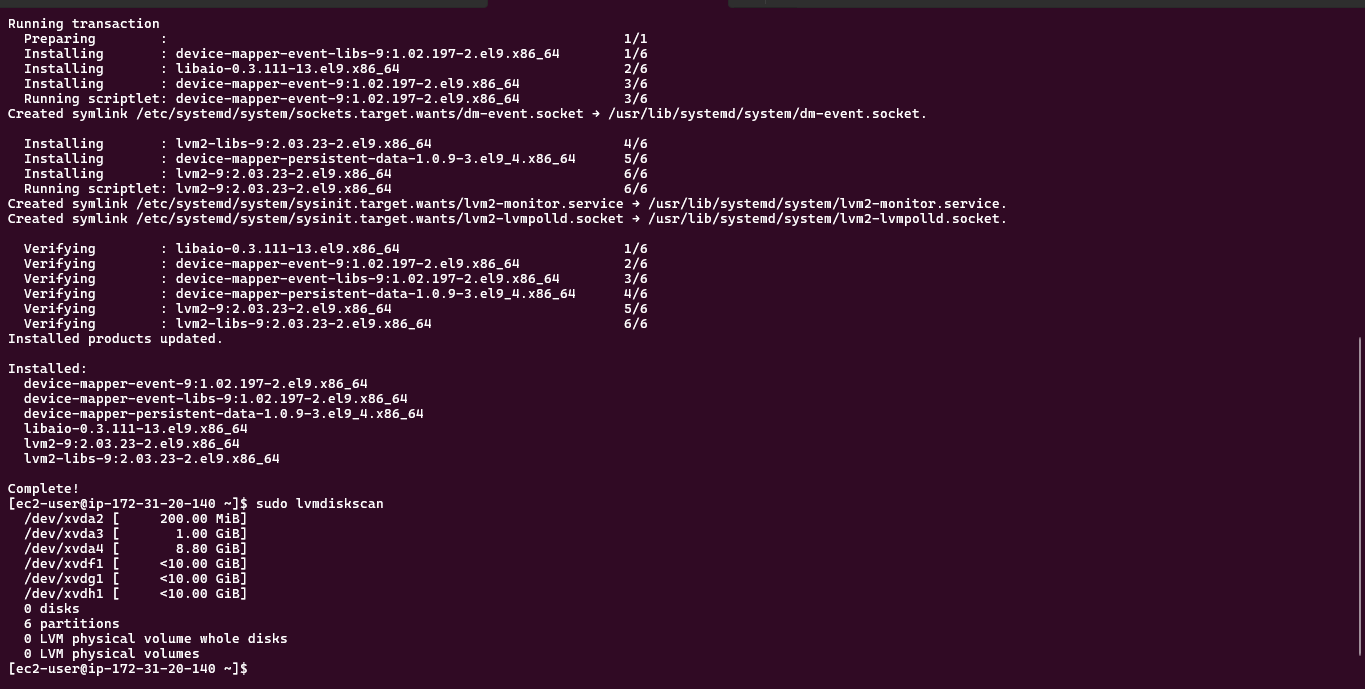 Running transaction
  Preparing        :                                                         1/1
  Installing       : device-mapper-event-libs-9:1.02.197-2.el9.x86_64        1/6
  Installing       : libaio-0.3.111-13.el9.x86_64                            2/6
  Installing       : device-mapper-event-9:1.02.197-2.el9.x86_64             3/6
  Running scriptlet: device-mapper-event-9:1.02.197-2.el9.x86_64             3/6
Created symlink /etc/systemd/system/sockets.target.wants/dm-event.socket → /usr/lib/systemd/system/dm-event.socket.
  Installing       : lvm2-libs-9:2.03.23-2.el9.x86_64                        4/6
  Installing       : device-mapper-persistent-data-1.0.9-3.el9_4.x86_64      5/6
  Installing       : lvm2-9:2.03.23-2.el9.x86_64                             6/6
  Running scriptlet: lvm2-9:2.03.23-2.el9.x86_64                             6/6
Created symlink /etc/systemd/system/sysinit.target.wants/lvm2-monitor.service → /usr/lib/systemd/system/lvm2-monitor.service.
Created symlink /etc/systemd/system/sysinit.target.wants/lvm2-lvmpolld.socket → /usr/lib/systemd/system/lvm2-lvmpolld.socket.
  Verifying        : libaio-0.3.111-13.el9.x86_64                            1/6
  Verifying        : device-mapper-event-9:1.02.197-2.el9.x86_64             2/6
  Verifying        : device-mapper-event-libs-9:1.02.197-2.el9.x86_64        3/6
  Verifying        : device-mapper-persistent-data-1.0.9-3.el9_4.x86_64      4/6
  Verifying        : lvm2-9:2.03.23-2.el9.x86_64                             5/6
  Verifying        : lvm2-libs-9:2.03.23-2.el9.x86_64                        6/6
Installed products updated.
Installed:
  device-mapper-event-9:1.02.197-2.el9.x86_64
  device-mapper-event-libs-9:1.02.197-2.el9.x86_64
  device-mapper-persistent-data-1.0.9-3.el9_4.x86_64
  libaio-0.3.111-13.el9.x86_64
  lvm2-9:2.03.23-2.el9.x86_64
  lvm2-libs-9:2.03.23-2.el9.x86_64
Complete!
[ec2-user@ip-172-31-20-140 ~]$ sudo lvmdiskscan
  /dev/xvda2 [     200.00 MiB]
  /dev/xvda3 [       1.00 GiB]
  /dev/xvda4 [       8.80 GiB]
  /dev/xvdf1 [     <10.00 GiB]
  /dev/xvdg1 [     <10.00 GiB]
  /dev/xvdh1 [     <10.00 GiB]
  0 disks
  6 partitions
  0 LVM physical volume whole disks
  0 LVM physical volumes
[ec2-user@ip-172-31-20-140 ~]$